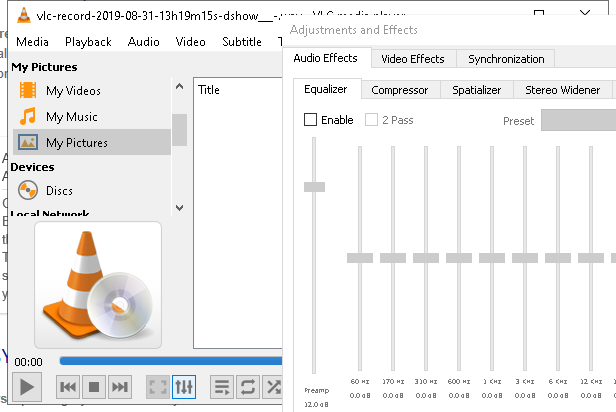 vlc-record-2019-08-31-13h19m15s-dshow__-
VLC media player
Adjustments and Effects
Media Playback Audio Video Subtitle T
Audio Effects Video Effects Synchronization
My Pictures
My Videos
My Music
My Pictures
Devices
Discs
Local Network
Title
Equalizer Compressor Spatializer Stereo Widener
Enable 2 Pass Preset
60 Hz 170 Hz 310 Hz 600 Hz 1 KHz 3 KHz 6 KHz 12 KHz
Preamp 0.0 dB 0.0 dB 0.0 dB 0.0 dB 0.0 dB 0.0 dB 0.0 dB 0.0 dB
12.0 dB
00:00